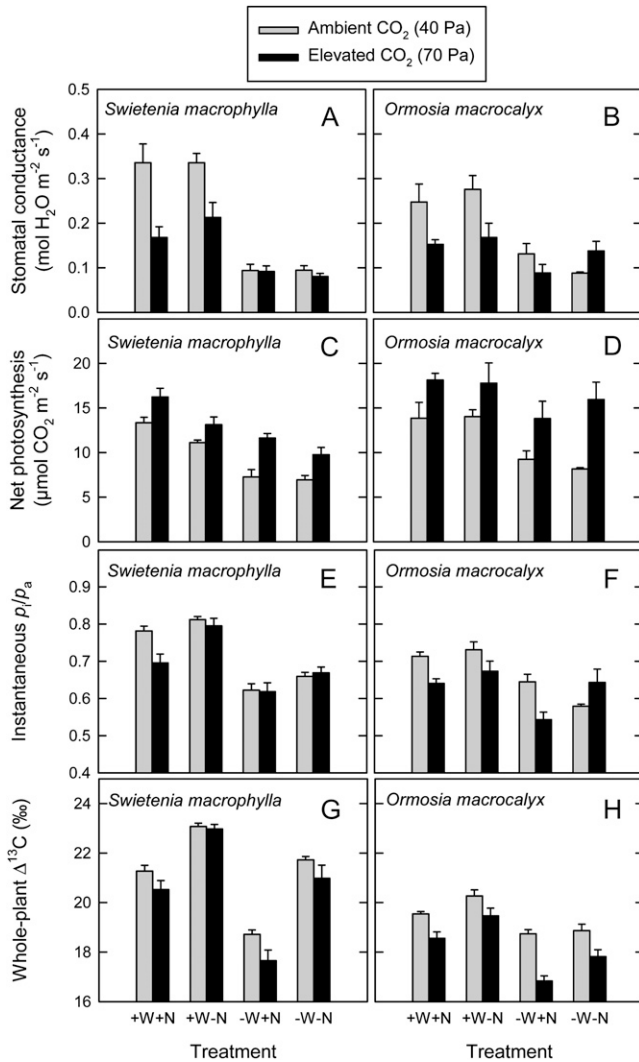 Ambient CO₂ (40 Pa)
Elevated CO₂ (70 Pa)
Stomatal conductance
(mol H₂O m⁻² s⁻¹)
0.5
0.4
0.3
0.2
0.1
0.0
Swietenia macrophylla A
Ormosia macrocalyx B
Net photosynthesis
(µmol CO₂ m⁻² s⁻¹)
20
15
10
5
0
Swietenia macrophylla C
Ormosia macrocalyx D
Instantaneous pᵢ/pₐ
0.9
0.8
0.7
0.6
0.5
0.4
Swietenia macrophylla E
Ormosia macrocalyx F
Whole-plant Δ¹³C (‰)
24
22
20
18
16
Swietenia macrophylla G
Ormosia macrocalyx H
+W+N +W-N -W+N -W-N
+W+N +W-N -W+N -W-N
Treatment
Treatment